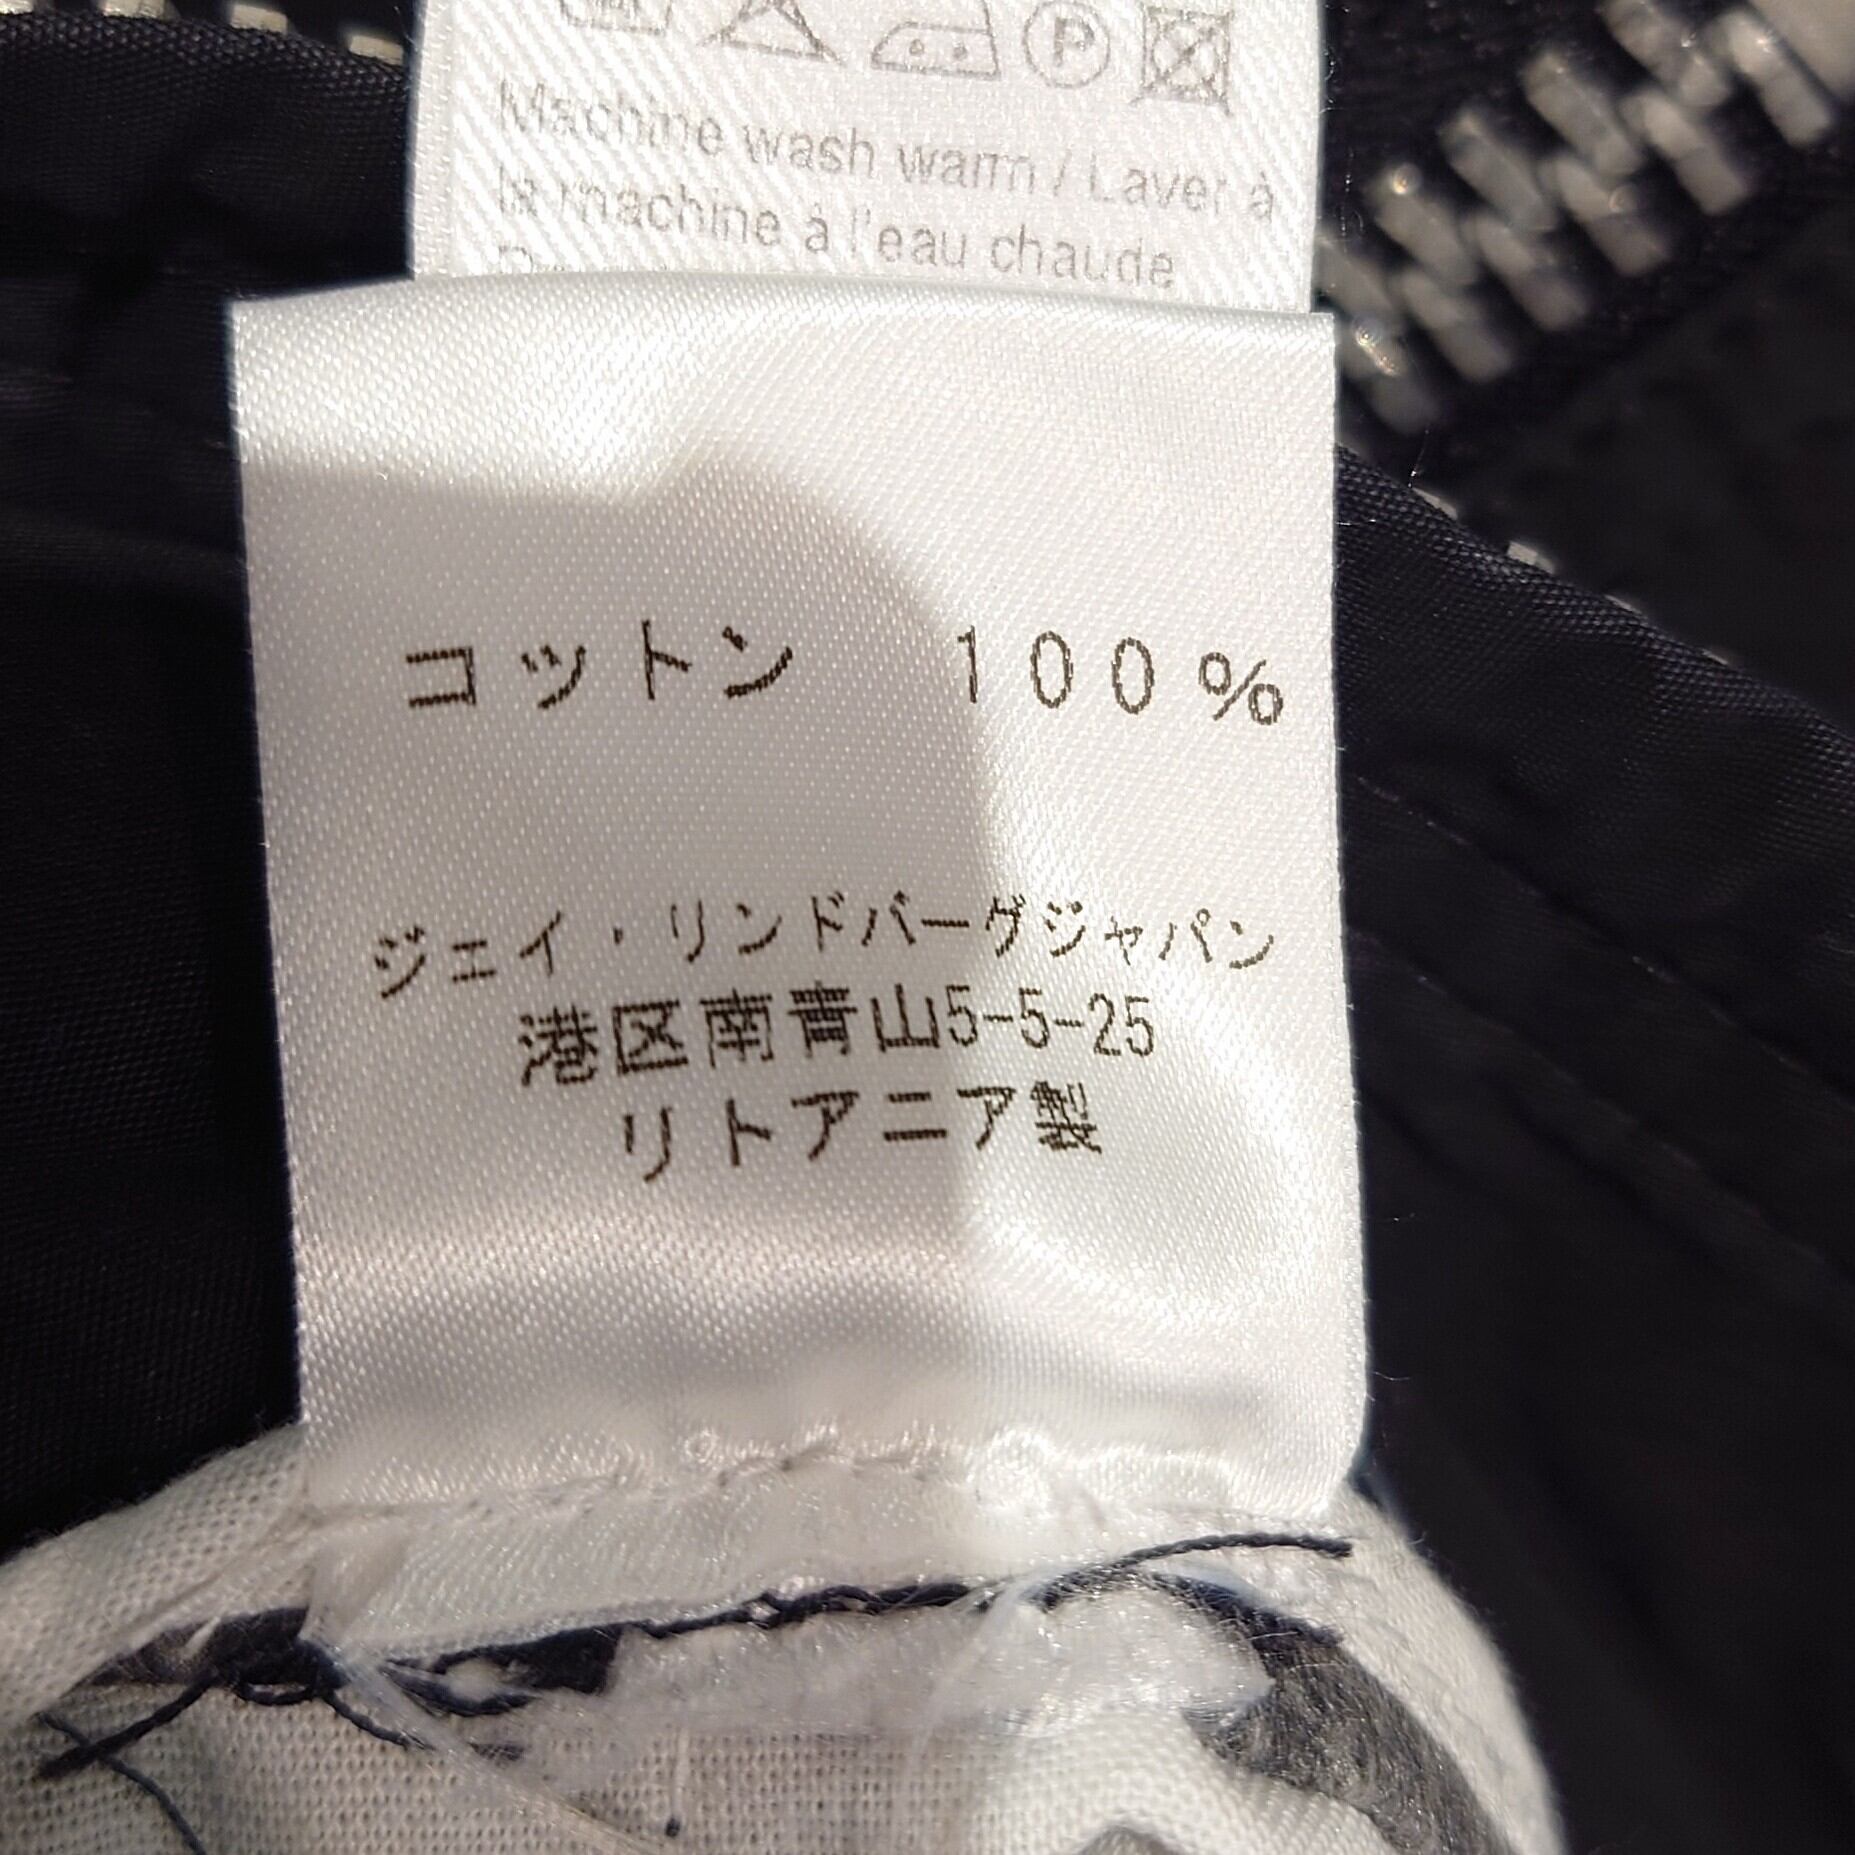 Machine wash warm / Laver à
la machine à l'eau chaude
コットン 100%
ジェイ・リンドバーグジャパン
港区南青山5-5-25
リトアニア製